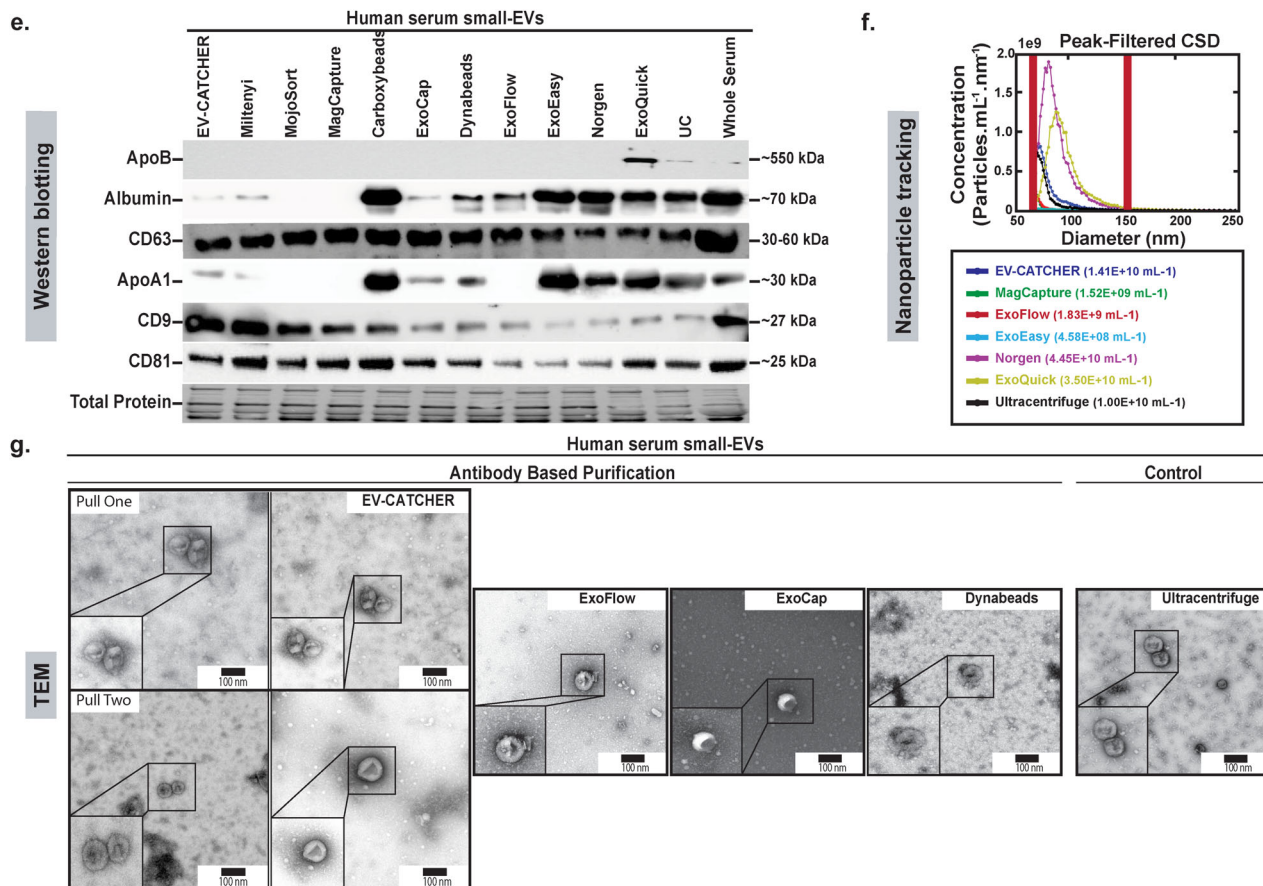 e.
Human serum small-EVs
EV-CATCHER
Miltenyi
MojoSort
MagCapture
Carboxybeads
ExoCap
Dynabeads
ExoFlow
ExoEasy
Norgen
ExoQuick
UC
Whole Serum
Western blotting
ApoB
~550 kDa
Albumin
~70 kDa
CD63
30-60 kDa
ApoA1
~30 kDa
CD9
~27 kDa
CD81
~25 kDa
Total Protein
f.
Nanoparticle tracking
1e9
Peak-Filtered CSD
Concentration
(Particles.mL-1.nm-1)
2.0
1.5
1.0
0.5
0.0
50
100
150
200
250
Diameter (nm)
EV-CATCHER (1.41E+10 mL-1)
MagCapture (1.52E+09 mL-1)
ExoFlow (1.83E+9 mL-1)
ExoEasy (4.58E+08 mL-1)
Norgen (4.45E+10 mL-1)
ExoQuick (3.50E+10 mL-1)
Ultracentrifuge (1.00E+10 mL-1)
g.
Human serum small-EVs
Antibody Based Purification
Control
TEM
Pull One
EV-CATCHER
100 nm
100 nm
Pull Two
100 nm
100 nm
ExoFlow
100 nm
ExoCap
100 nm
Dynabeads
100 nm
Ultracentrifuge
100 nm